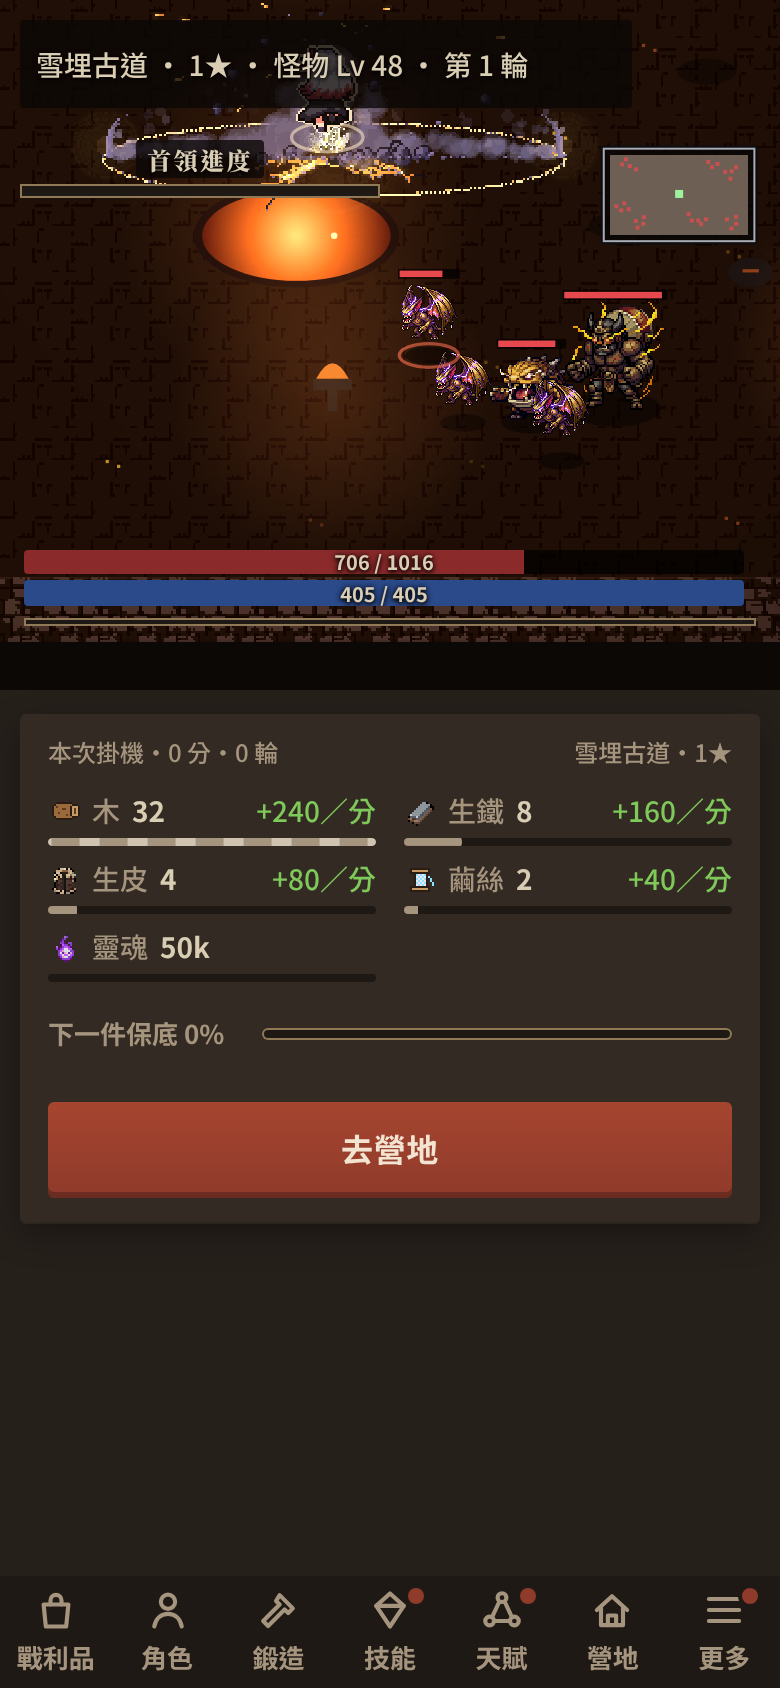 雪埋古道 • 1★ • 怪物 Lv 48 • 第 1 輪
首領進度
706 / 1016
405 / 405
本次掛機・0 分・0 輪
雪埋古道・1★
木 32 +240／分
生鐵 8 +160／分
生皮 4 +80／分
繭絲 2 +40／分
靈魂 50k
下一件保底 0%
去營地
戰利品
角色
鍛造
技能
天賦
營地
更多